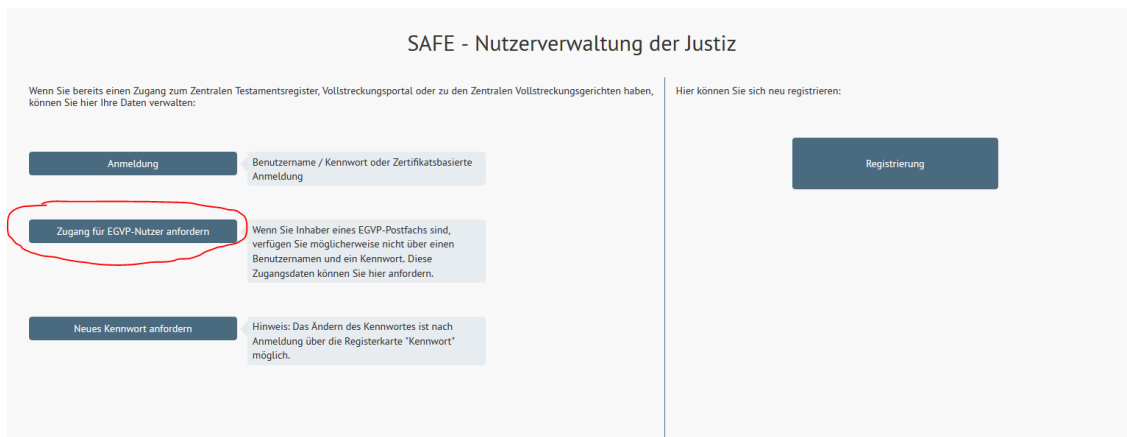 SAFE - Nutzerverwaltung der Justiz
Wenn Sie bereits einen Zugang zum Zentralen Testamentsregister, Vollstreckungsportal oder zu den Zentralen Vollstreckungsgerichten haben,
können Sie hier Ihre Daten verwalten:
Anmeldung
Benutzername / Kennwort oder Zertifikatsbasierte
Anmeldung
Zugang für EGVP-Nutzer anfordern
Wenn Sie Inhaber eines EGVP-Postfachs sind,
verfügen Sie möglicherweise nicht über einen
Benutzernamen und ein Kennwort. Diese
Zugangsdaten können Sie hier anfordern.
Neues Kennwort anfordern
Hinweis: Das Ändern des Kennwortes ist nach
Anmeldung über die Registerkarte "Kennwort"
möglich.
Hier können Sie sich neu registrieren:
Registrierung